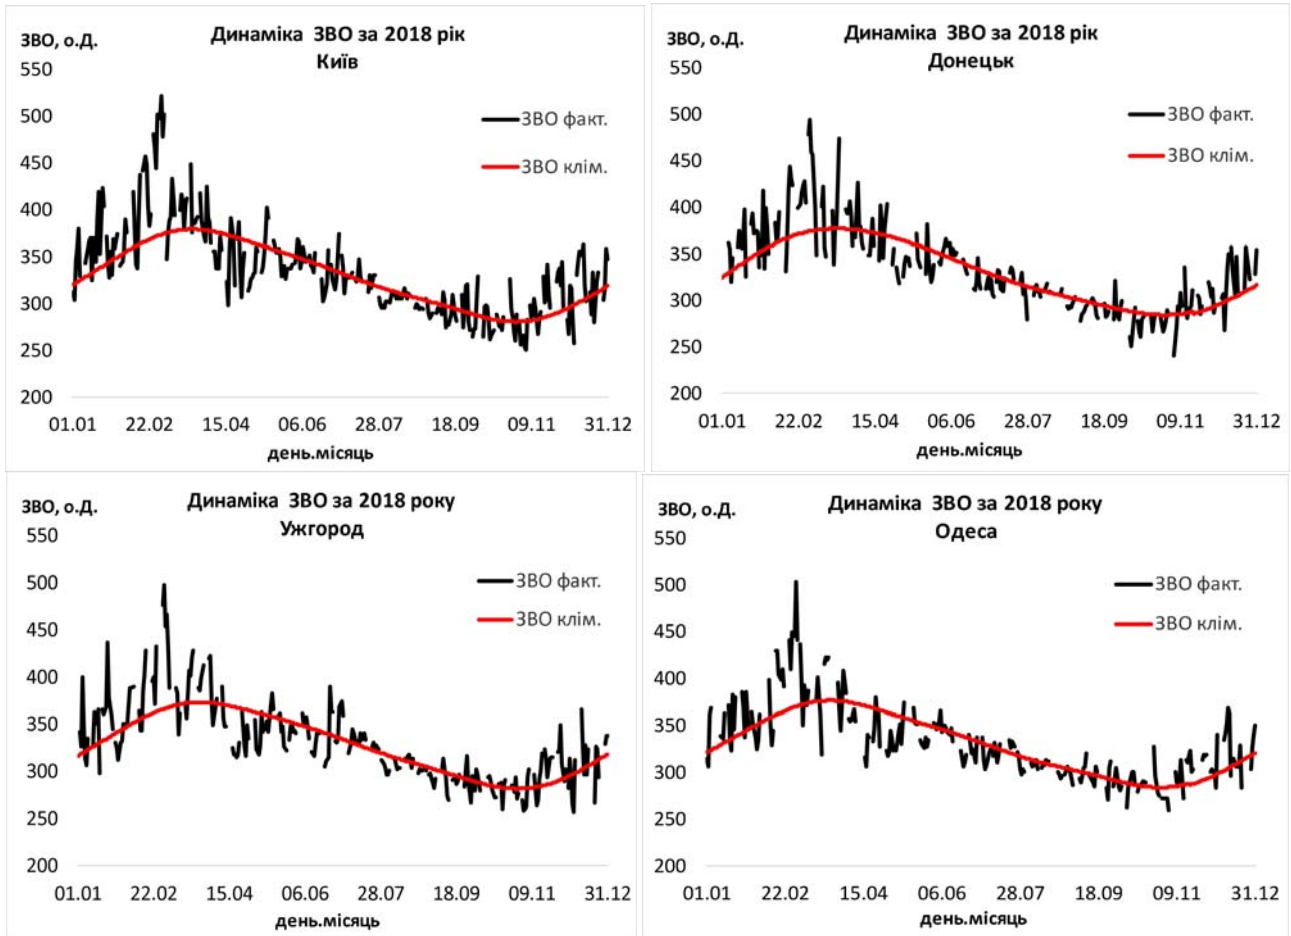 Динаміка ЗВО за 2018 рік
Київ
ЗВО, о.Д.
550
500
450
400
350
300
250
200
ЗВО факт.
ЗВО клім.
01.01 22.02 15.04 06.06 28.07 18.09 09.11 31.12
день.місяць
Динаміка ЗВО за 2018 рік
Донецьк
ЗВО, о.Д.
550
500
450
400
350
300
250
200
ЗВО факт.
ЗВО клім.
01.01 22.02 15.04 06.06 28.07 18.09 09.11 31.12
день.місяць
Динаміка ЗВО за 2018 року
Ужгород
ЗВО, о.Д.
550
500
450
400
350
300
250
200
ЗВО факт.
ЗВО клім.
01.01 22.02 15.04 06.06 28.07 18.09 09.11 31.12
день.місяць
Динаміка ЗВО за 2018 року
Одеса
ЗВО, о.Д.
550
500
450
400
350
300
250
200
ЗВО факт.
ЗВО клім.
01.01 22.02 15.04 06.06 28.07 18.09 09.11 31.12
день.місяць